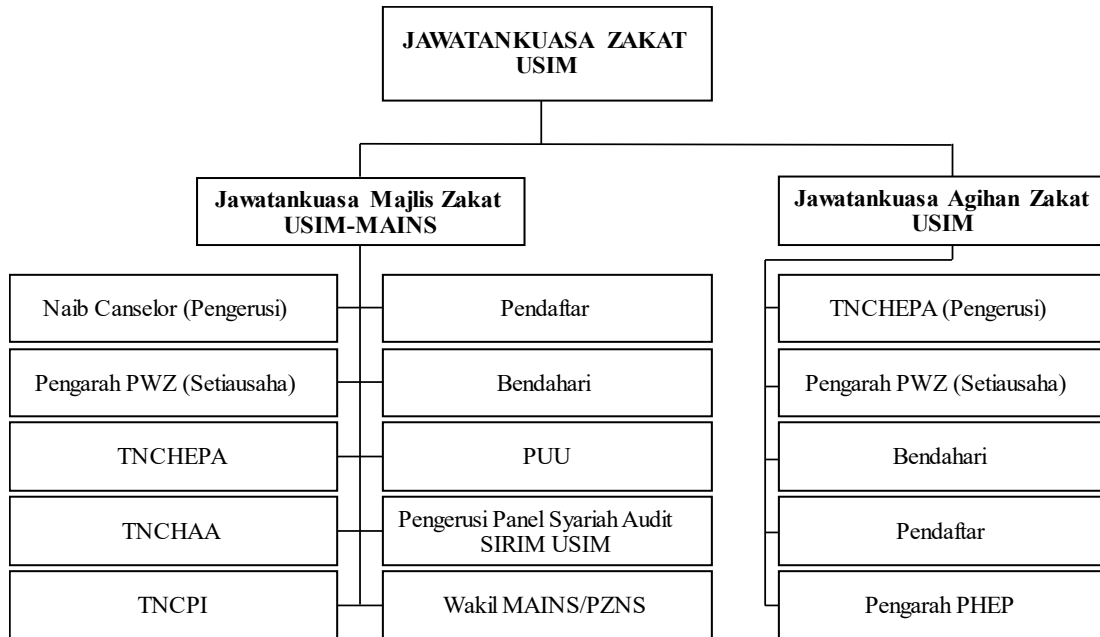 JAWATANKUASA ZAKAT
USIM
Jawatankuasa Majlis Zakat
USIM-MAINS
Naib Canselor (Pengerusi)
Pengarah PWZ (Setiausaha)
TNCHEPA
TNCHAA
TNCPI
Pendaftar
Bendahari
PUU
Pengerusi Panel Syariah Audit
SIRIM USIM
Wakil MAINS/PZNS
Jawatankuasa Agihan Zakat
USIM
TNCHEPA (Pengerusi)
Pengarah PWZ (Setiausaha)
Bendahari
Pendaftar
Pengarah PHEP